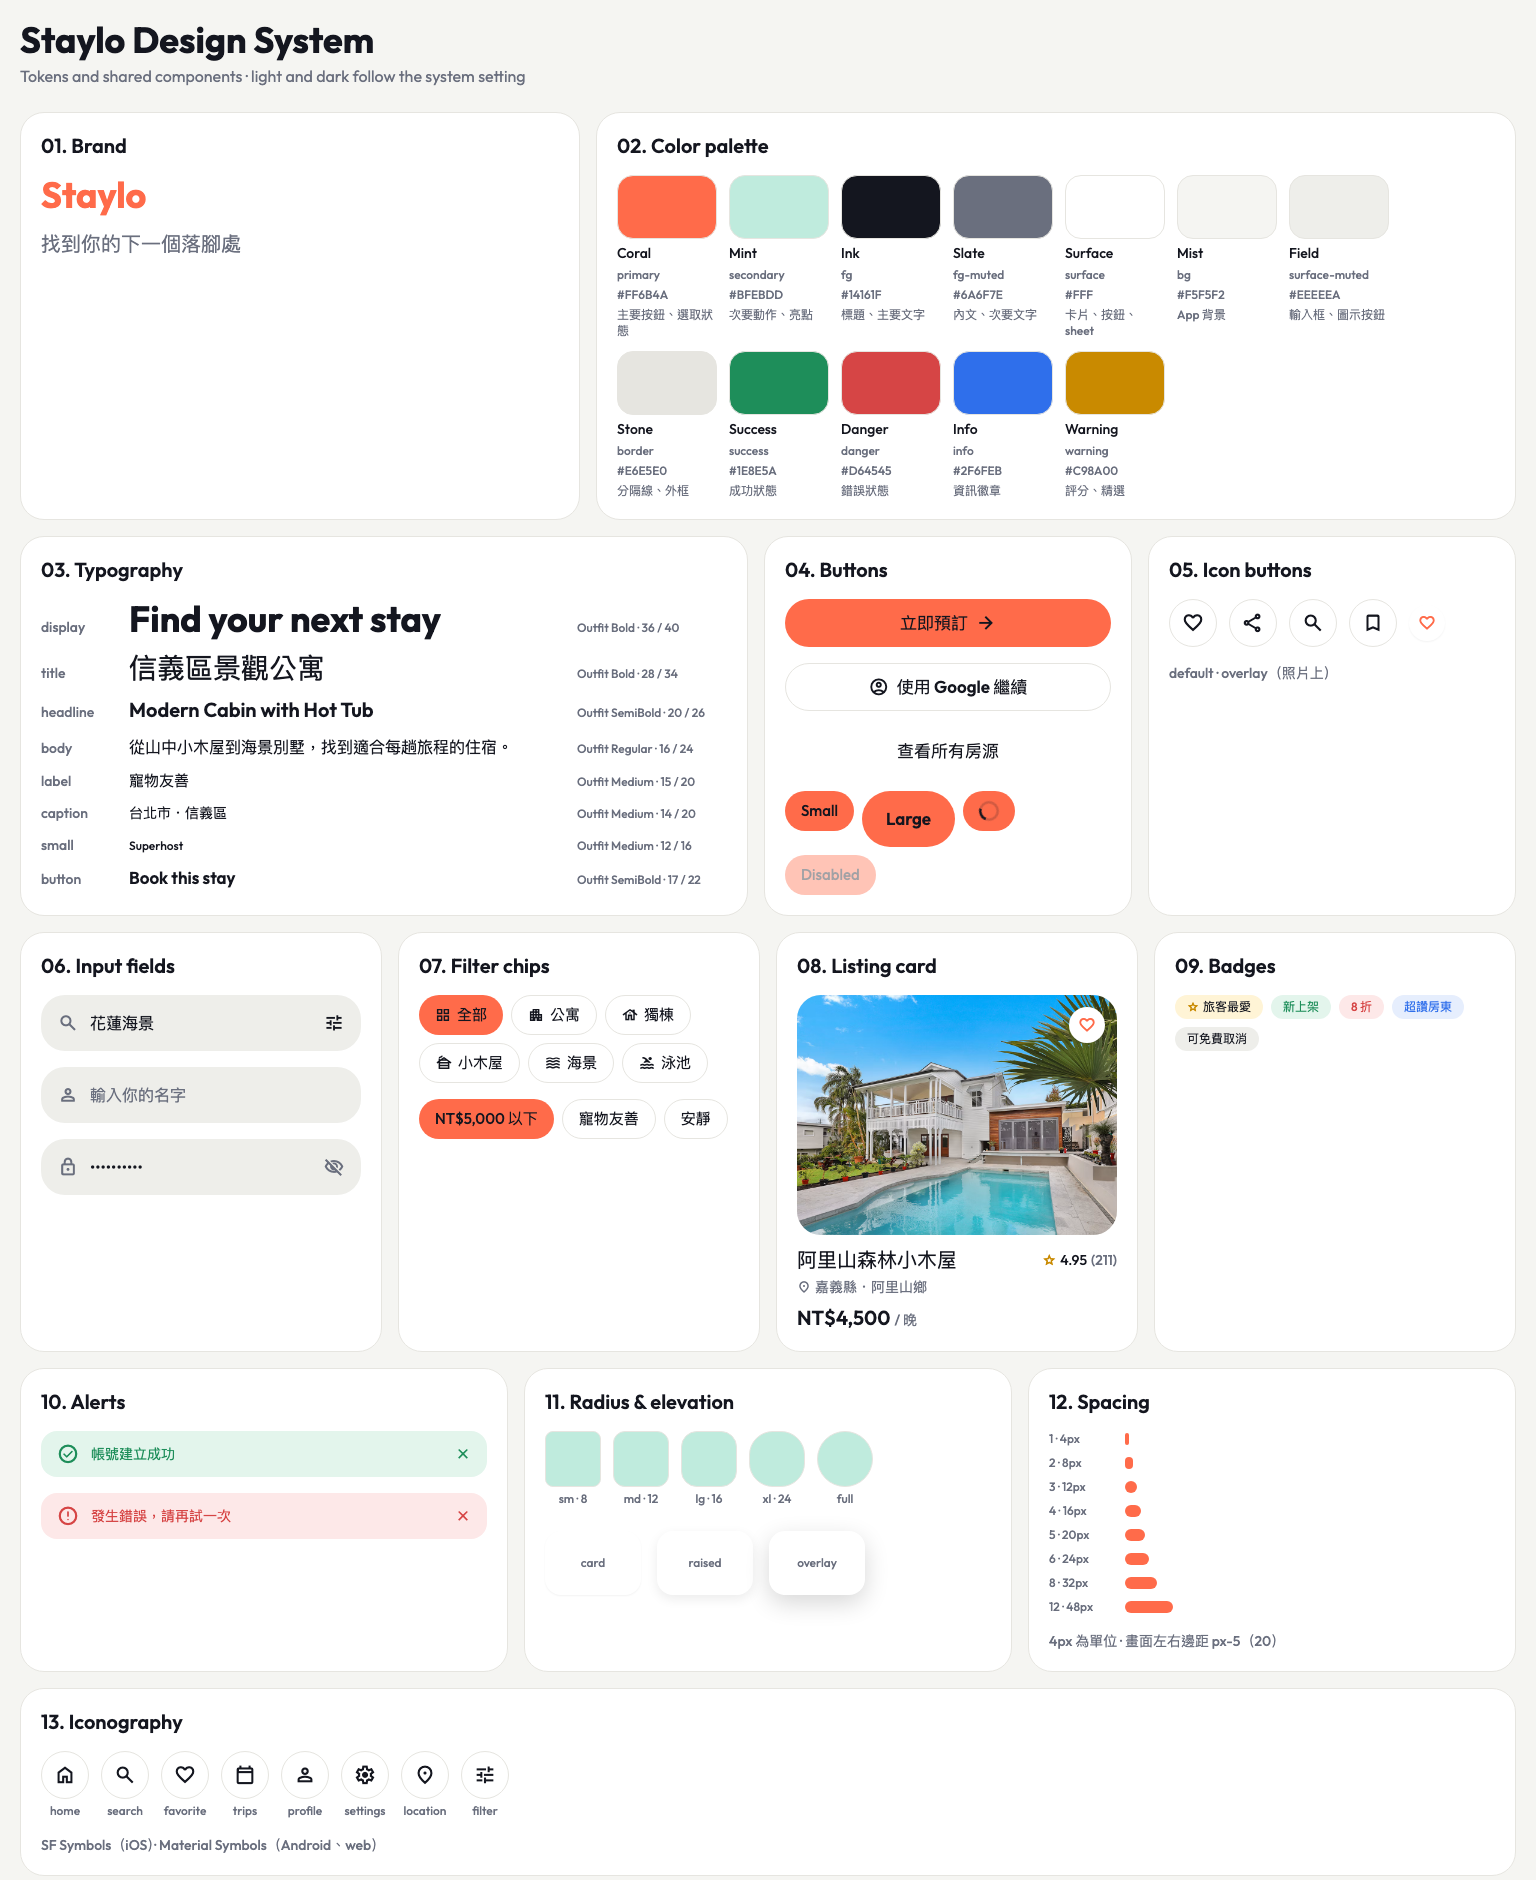 Staylo Design System
Tokens and shared components · light and dark follow the system setting
01. Brand
Staylo
找到你的下一個落腳處
02. Color palette
Coral
primary
#FF6B4A
主要按鈕、選取狀
態
Mint
secondary
#BFEBDD
次要動作、亮點
Ink
fg
#14161F
標題、主要文字
Slate
fg-muted
#6A6F7E
內文、次要文字
Surface
surface
#FFF
卡片、按鈕、
sheet
Mist
bg
#F5F5F2
App 背景
Field
surface-muted
#EEEEEA
輸入框、圖示按鈕
Stone
border
#E6E5E0
分隔線、外框
Success
success
#1E8E5A
成功狀態
Danger
danger
#D64545
錯誤狀態
Info
info
#2F6FEB
資訊徽章
Warning
warning
#C98A00
評分、精選
03. Typography
display Find your next stay Outfit Bold · 36 / 40
title 信義區景觀公寓 Outfit Bold · 28 / 34
headline Modern Cabin with Hot Tub Outfit SemiBold · 20 / 26
body 從山中小木屋到海景別墅，找到適合每趟旅程的住宿。 Outfit Regular · 16 / 24
label 寵物友善 Outfit Medium · 15 / 20
caption 台北市・信義區 Outfit Medium · 14 / 20
small Superhost Outfit Medium · 12 / 16
button Book this stay Outfit SemiBold · 17 / 22
04. Buttons
立即預訂
使用 Google 繼續
查看所有房源
Small
Large
Disabled
05. Icon buttons
default · overlay（照片上）
06. Input fields
花蓮海景
輸入你的名字
••••••••••
07. Filter chips
全部
公寓
獨棟
小木屋
海景
泳池
NT$5,000 以下
寵物友善
安靜
08. Listing card
阿里山森林小木屋
4.95 (211)
嘉義縣・阿里山鄉
NT$4,500 / 晚
09. Badges
旅客最愛
新上架
8 折
超讚房東
可免費取消
10. Alerts
帳號建立成功
發生錯誤，請再試一次
11. Radius & elevation
sm · 8
md · 12
lg · 16
xl · 24
full
card
raised
overlay
12. Spacing
1 · 4px
2 · 8px
3 · 12px
4 · 16px
5 · 20px
6 · 24px
8 · 32px
12 · 48px
4px 為單位 · 畫面左右邊距 px-5（20）
13. Iconography
home
search
favorite
trips
profile
settings
location
filter
SF Symbols（iOS）· Material Symbols（Android、web）